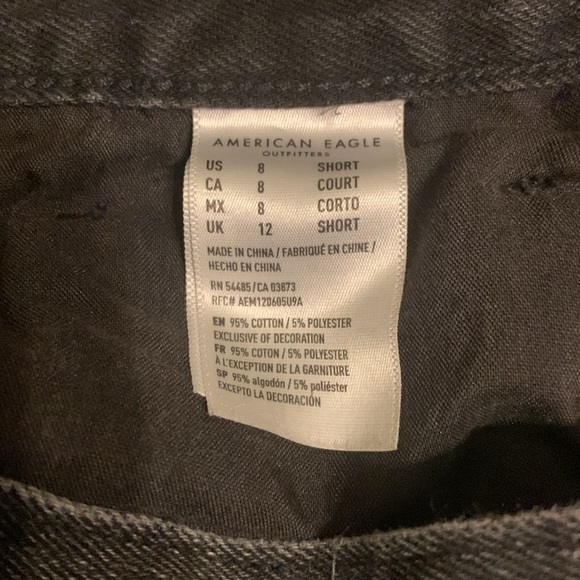 AMERICAN EAGLE
OUTFITTERS
US 8 SHORT
CA 8 COURT
MX 8 CORTO
UK 12 SHORT
MADE IN CHINA / FABRIQUÉ EN CHINE /
HECHO EN CHINA
RN 54485/CA 03873
RFC# AEM120605U9A
EN 95% COTTON / 5% POLYESTER
EXCLUSIVE OF DECORATION
FR 95% COTON / 5% POLYESTER
À L'EXCEPTION DE LA GARNITURE
SP 95% algodón / 5% poliéster
EXCEPTO LA DECORACIÓN